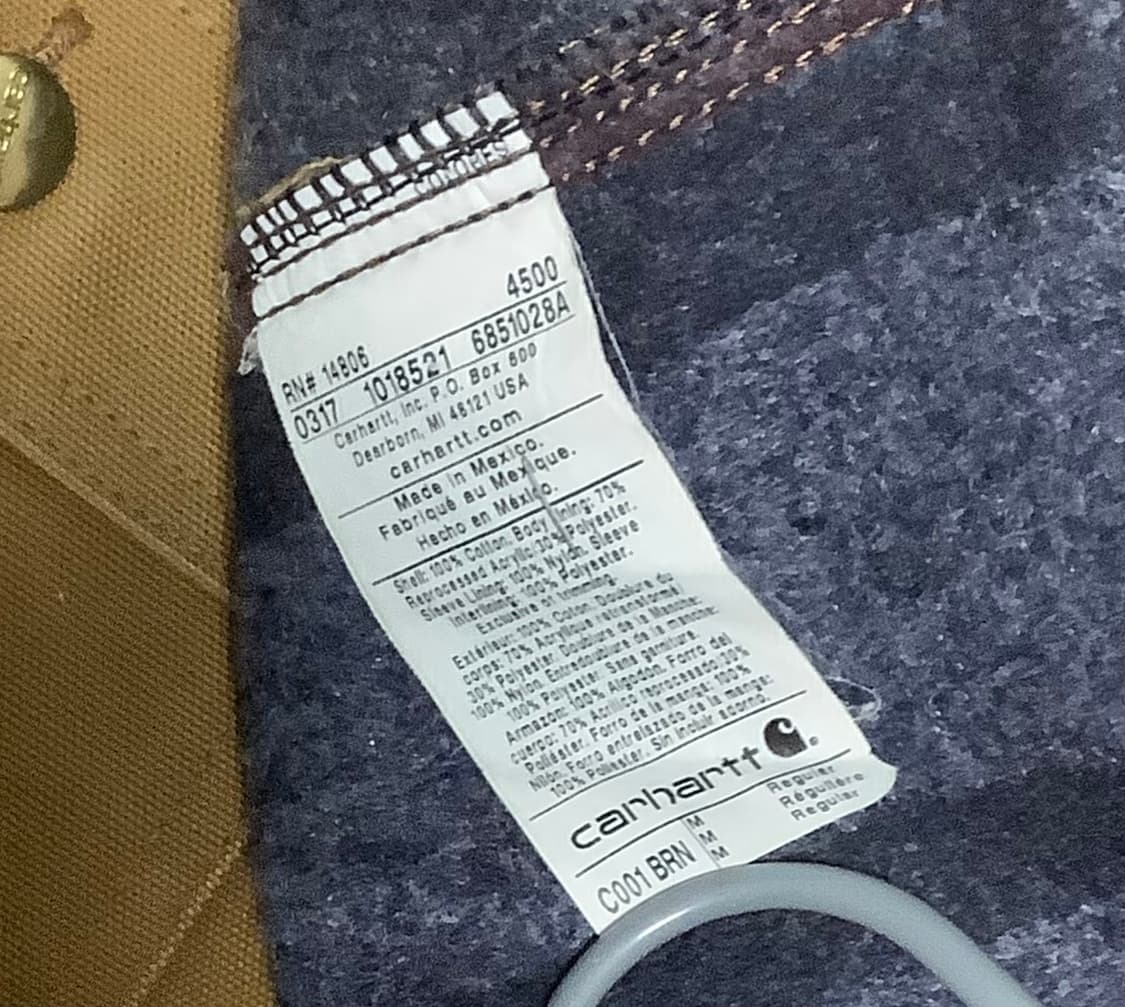 4500
RN# 14806
0317 1018521 6851028A
Carhartt, Inc. P.O. Box 600
Dearborn, MI 48121 USA
carhartt.com
Made in Mexico.
Fabriqué au Mexique.
Hecho en México.
Shell: 100% Cotton. Body Lining: 70%
Reprocessed Acrylic 30% Polyester.
Sleeve Lining: 100% Nylon. Sleeve
Interlining: 100% Polyester.
Exclusive of trimming.
Extérieur: 100% Coton. Doublure du
corps: 70% Acrylique retransformé
30% Polyester. Doublure de la Manche:
100% Nylon. Entredoublure de la manche:
100% Polyester. Sans garniture.
Armazón: 100% Algodón. Forro del
cuerpo: 70% Acrílico reprocesado 30%
Poliéster. Forro de la manga: 100%
Nilón. Forro entrelazado de la manga:
100% Poliéster. Sin incluir adorno.
carhartt
C001 BRN
M Regular
M Régulière
M Regular